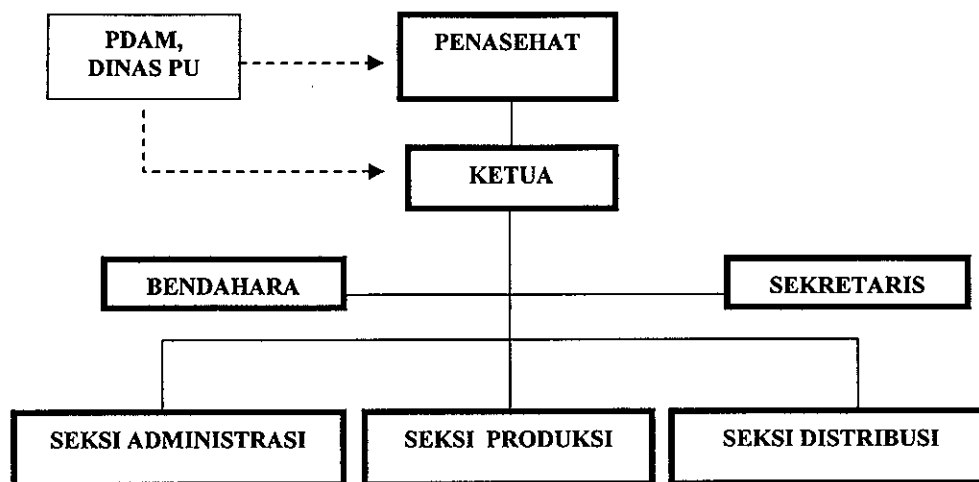 PDAM,
DINAS PU
PENASEHAT
KETUA
BENDAHARA
SEKRETARIS
SEKSI ADMINISTRASI
SEKSI PRODUKSI
SEKSI DISTRIBUSI